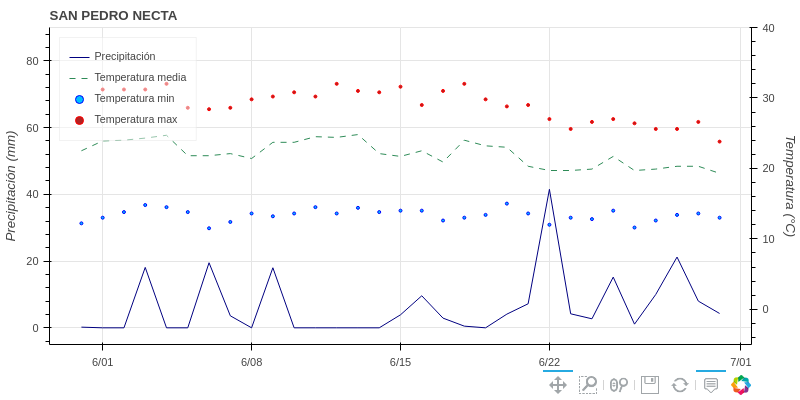 SAN PEDRO NECTA
Precipitación
Temperatura media
Temperatura min
Temperatura max
Precipitación (mm)
80
60
40
20
0
Temperatura (°C)
40
30
20
10
0
6/01
6/08
6/15
6/22
7/01